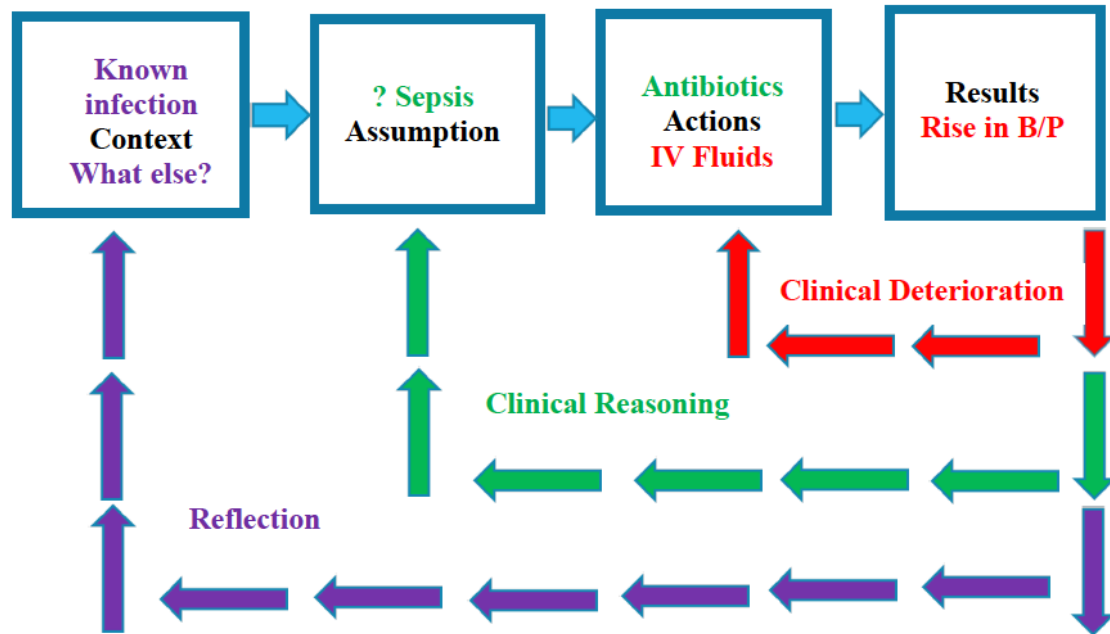 Known
infection
Context
What else?
? Sepsis
Assumption
Antibiotics
Actions
IV Fluids
Results
Rise in B/P
Clinical Deterioration
Clinical Reasoning
Reflection